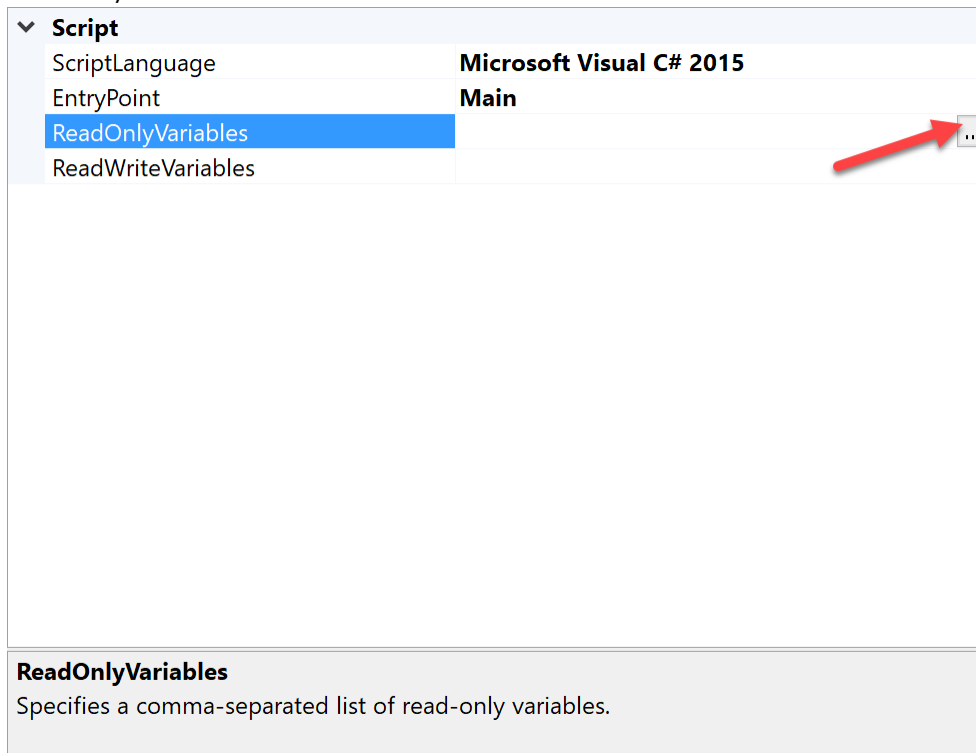 Script
ScriptLanguage Microsoft Visual C# 2015
EntryPoint Main
ReadOnlyVariables ...
ReadWriteVariables
ReadOnlyVariables
Specifies a comma-separated list of read-only variables.